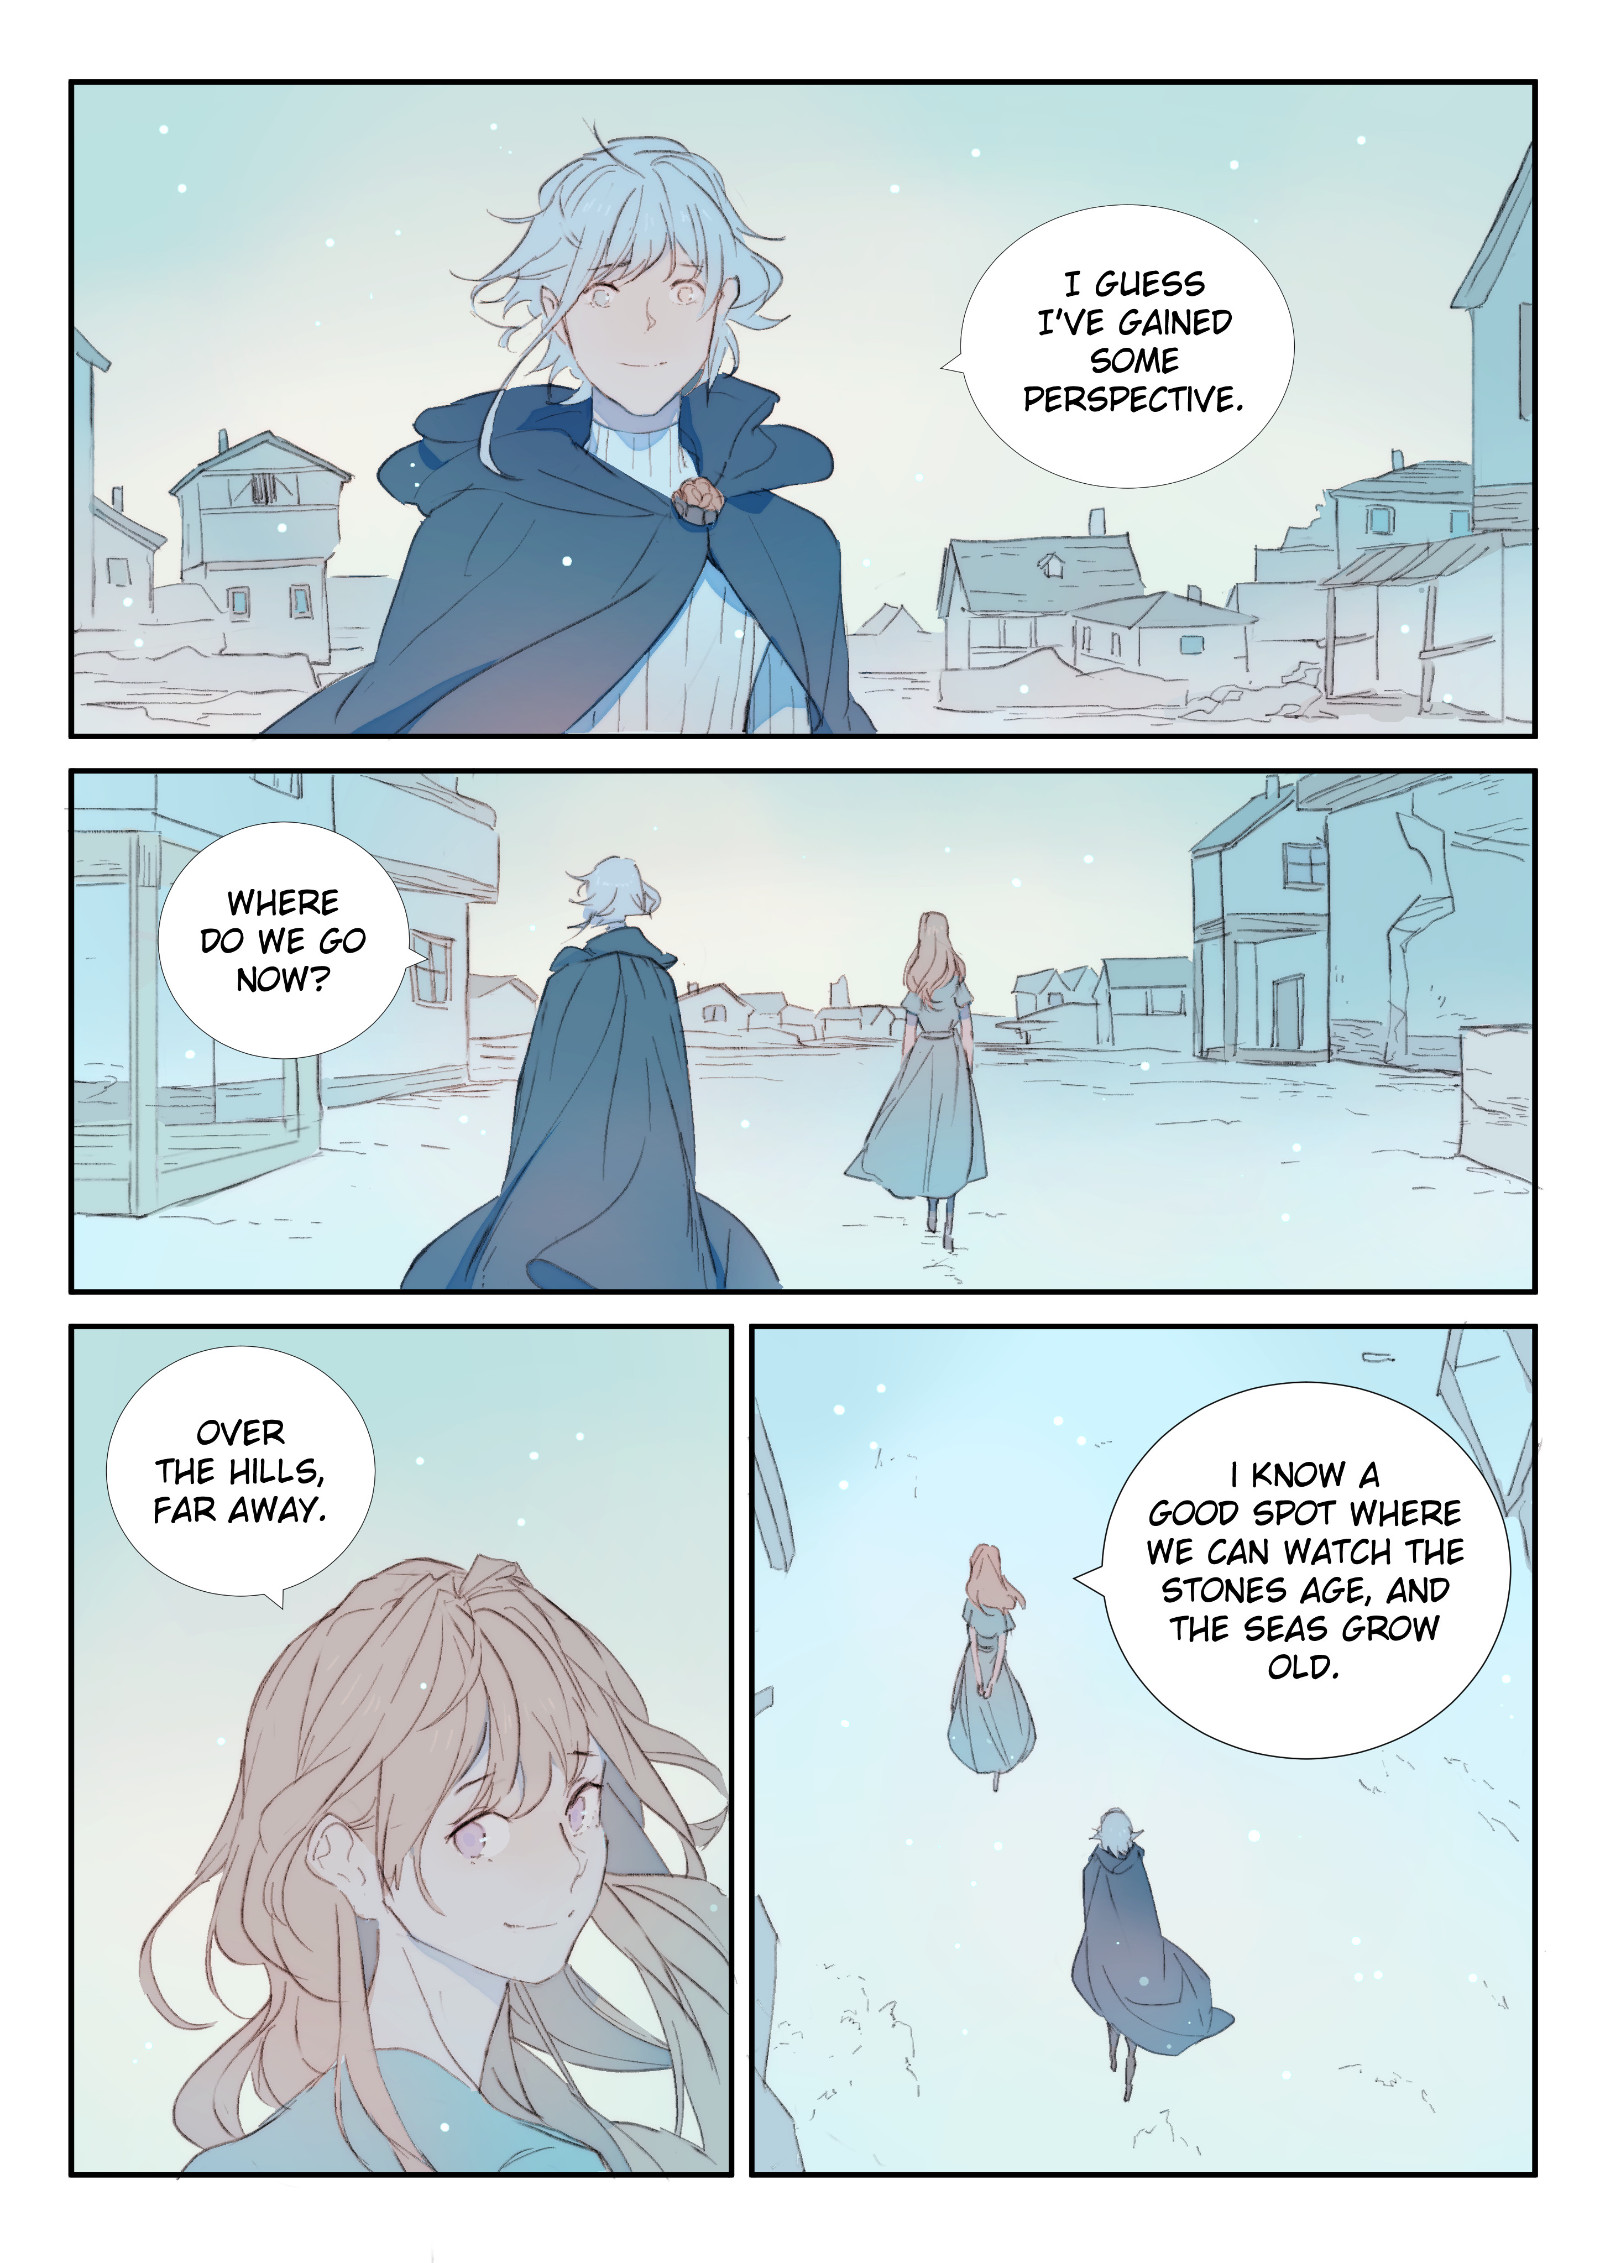 I GUESS
I'VE GAINED
SOME
PERSPECTIVE.
WHERE
DO WE GO
NOW?
OVER
THE HILLS,
FAR AWAY.
I KNOW A
GOOD SPOT WHERE
WE CAN WATCH THE
STONES AGE, AND
THE SEAS GROW
OLD.